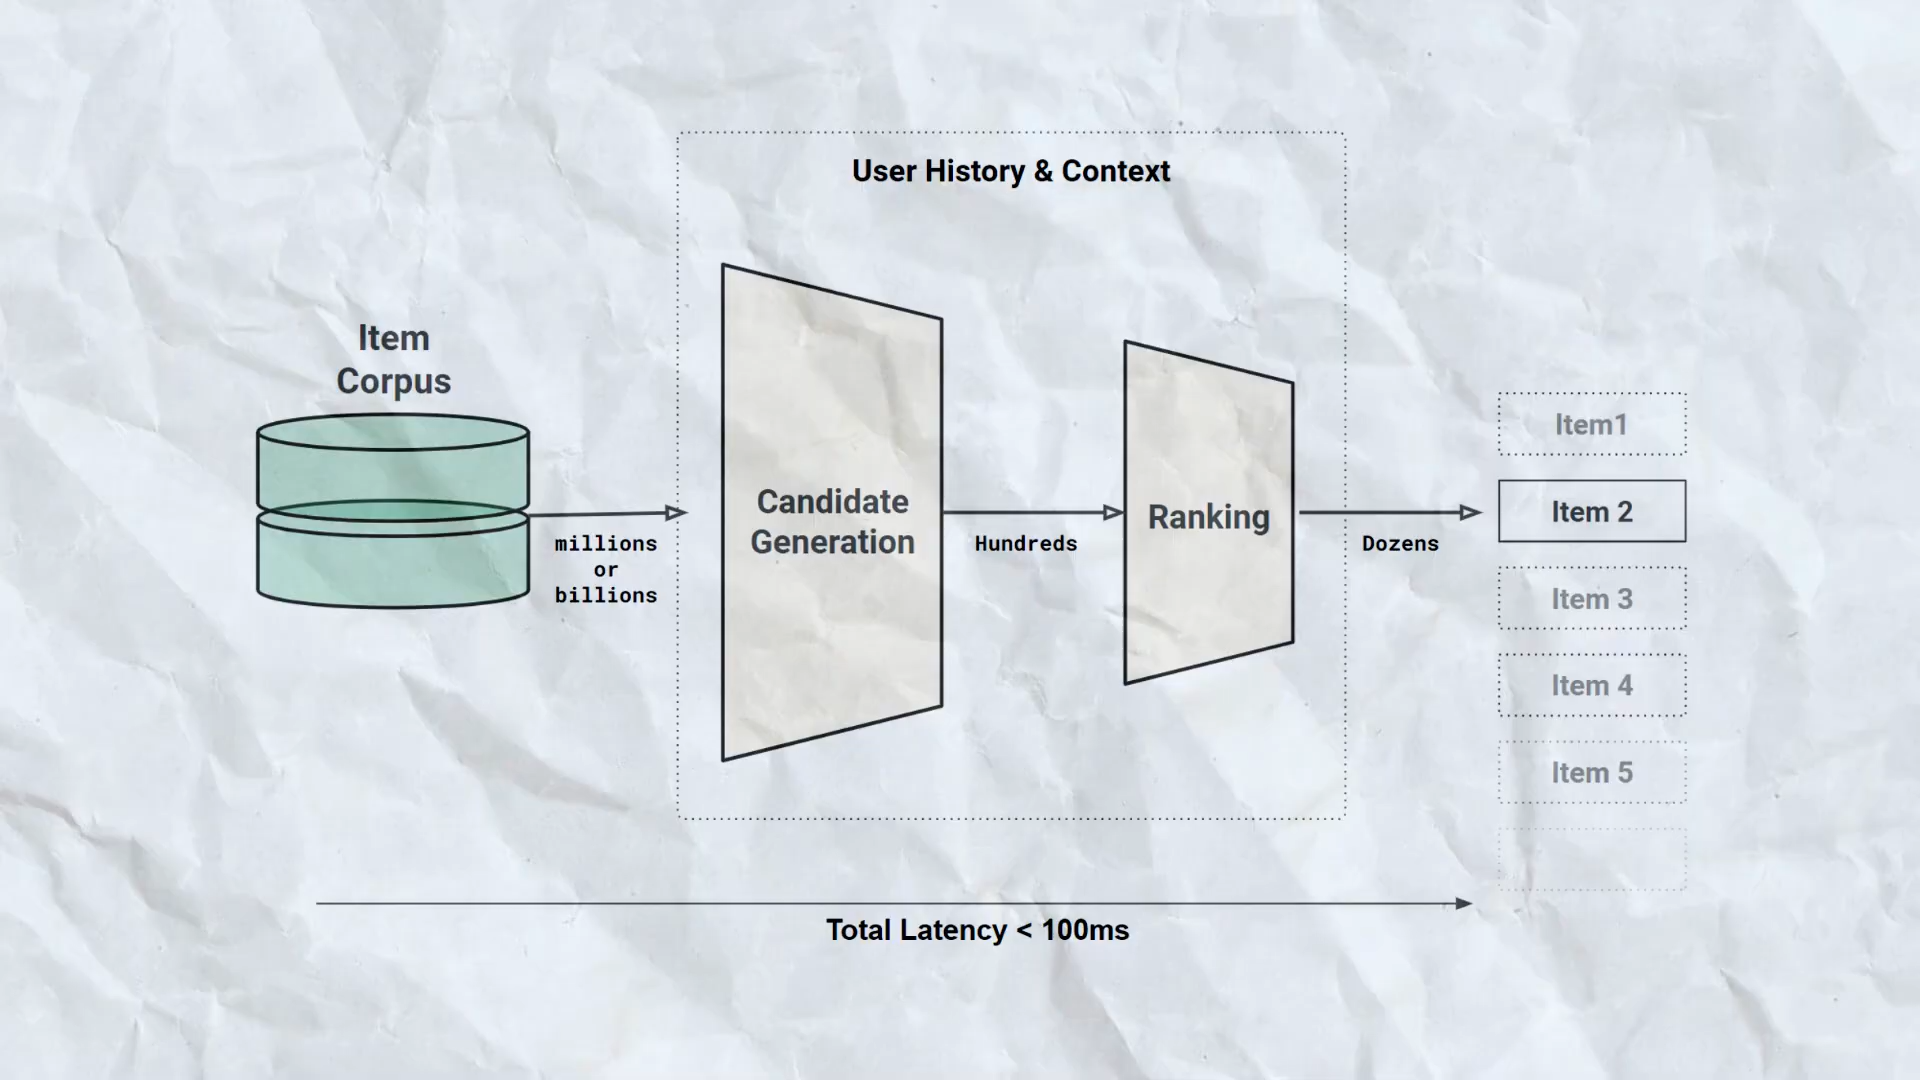 User History & Context
Item
Corpus
millions
or
billions
Candidate
Generation
Hundreds
Ranking
Dozens
Item1
Item 2
Item 3
Item 4
Item 5
Total Latency < 100ms